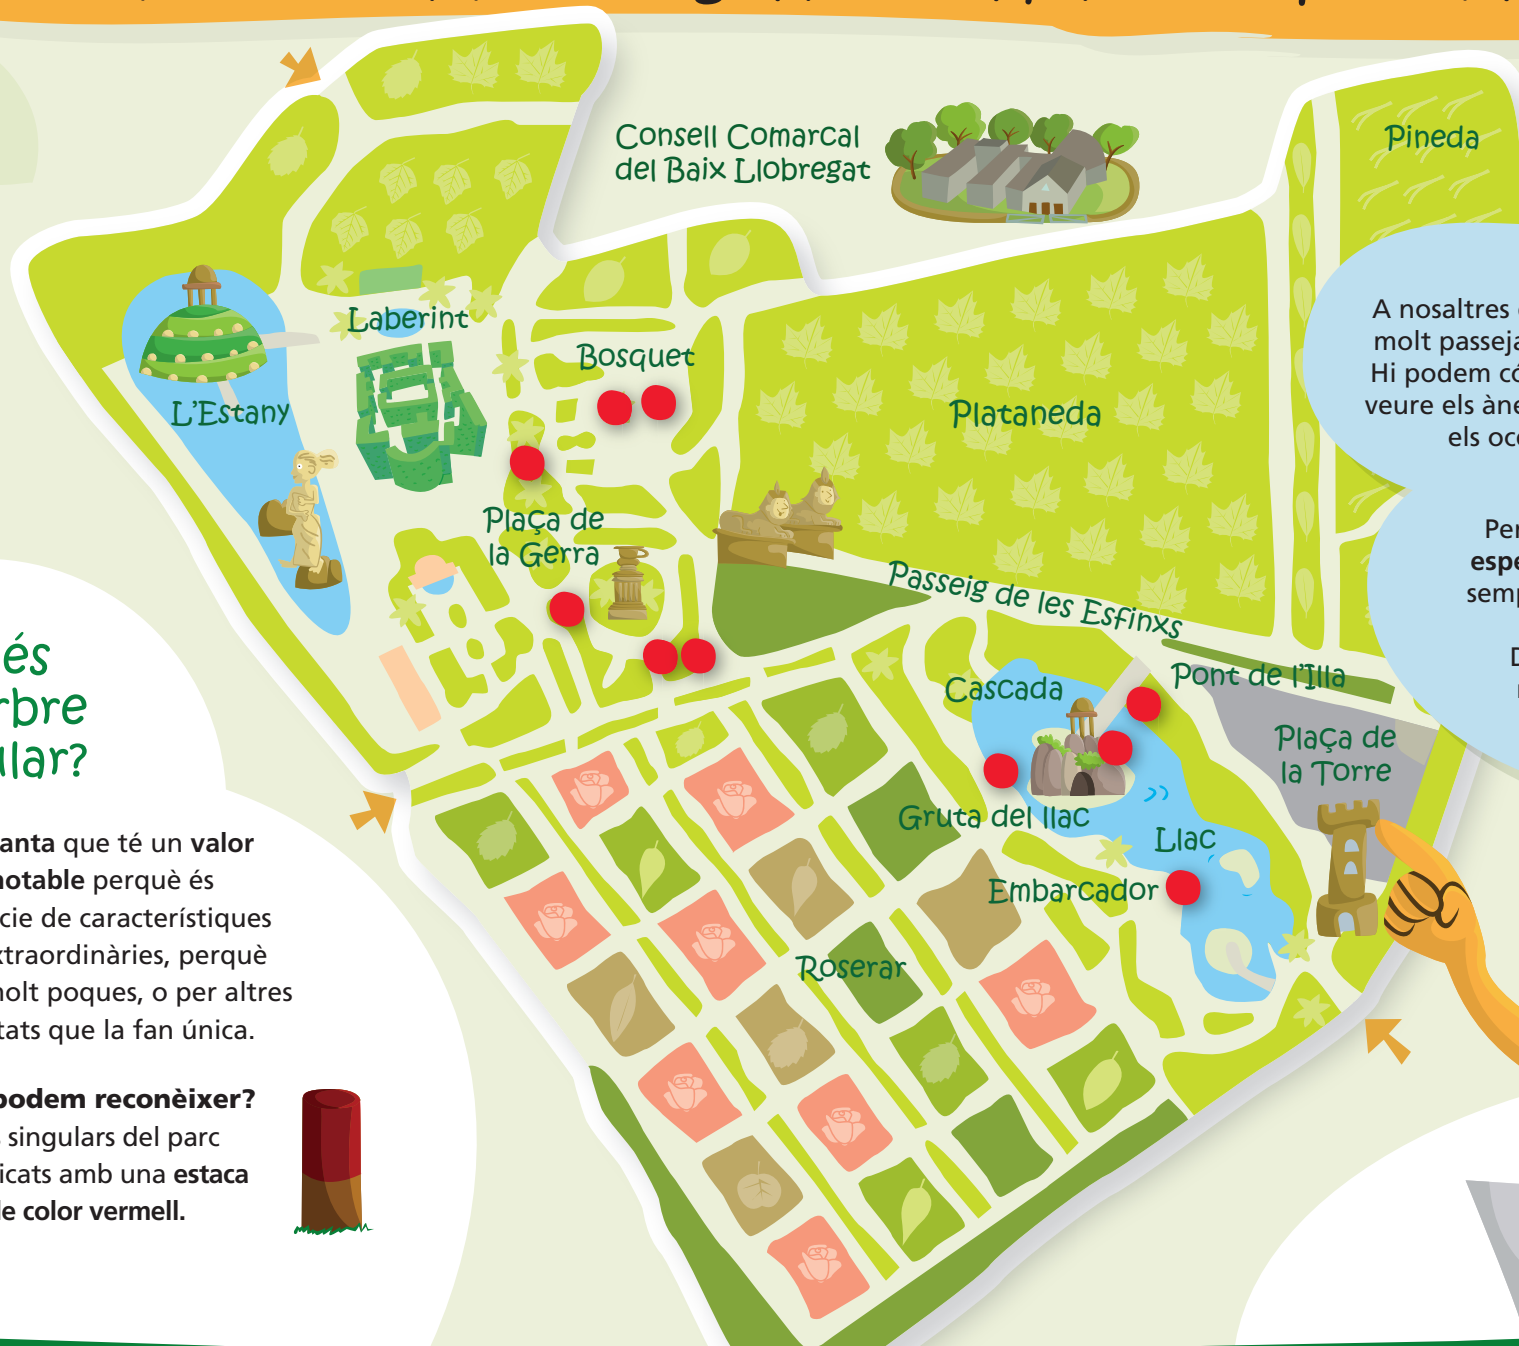 Consell Comarcal
del Baix Llobregat
Pineda
Laberint
Bosquet
L'Estany
Plataneda
Plaça de
la Gerra
Passeig de les Esfinxs
Cascada
Pont de l'Illa
Plaça de
la Torre
Gruta del llac
Llac
Embarcador
Roserar
A nosaltres
molt passeja
Hi podem có
veure els àne
els oce
Per
espe
semp
és
rbre
ular?
anta que té un valor
notable perquè és
cie de característiques
xtraordinàries, perquè
molt poques, o per altres
tats que la fan única.
podem reconèixer?
s singulars del parc
icats amb una estaca
de color vermell.